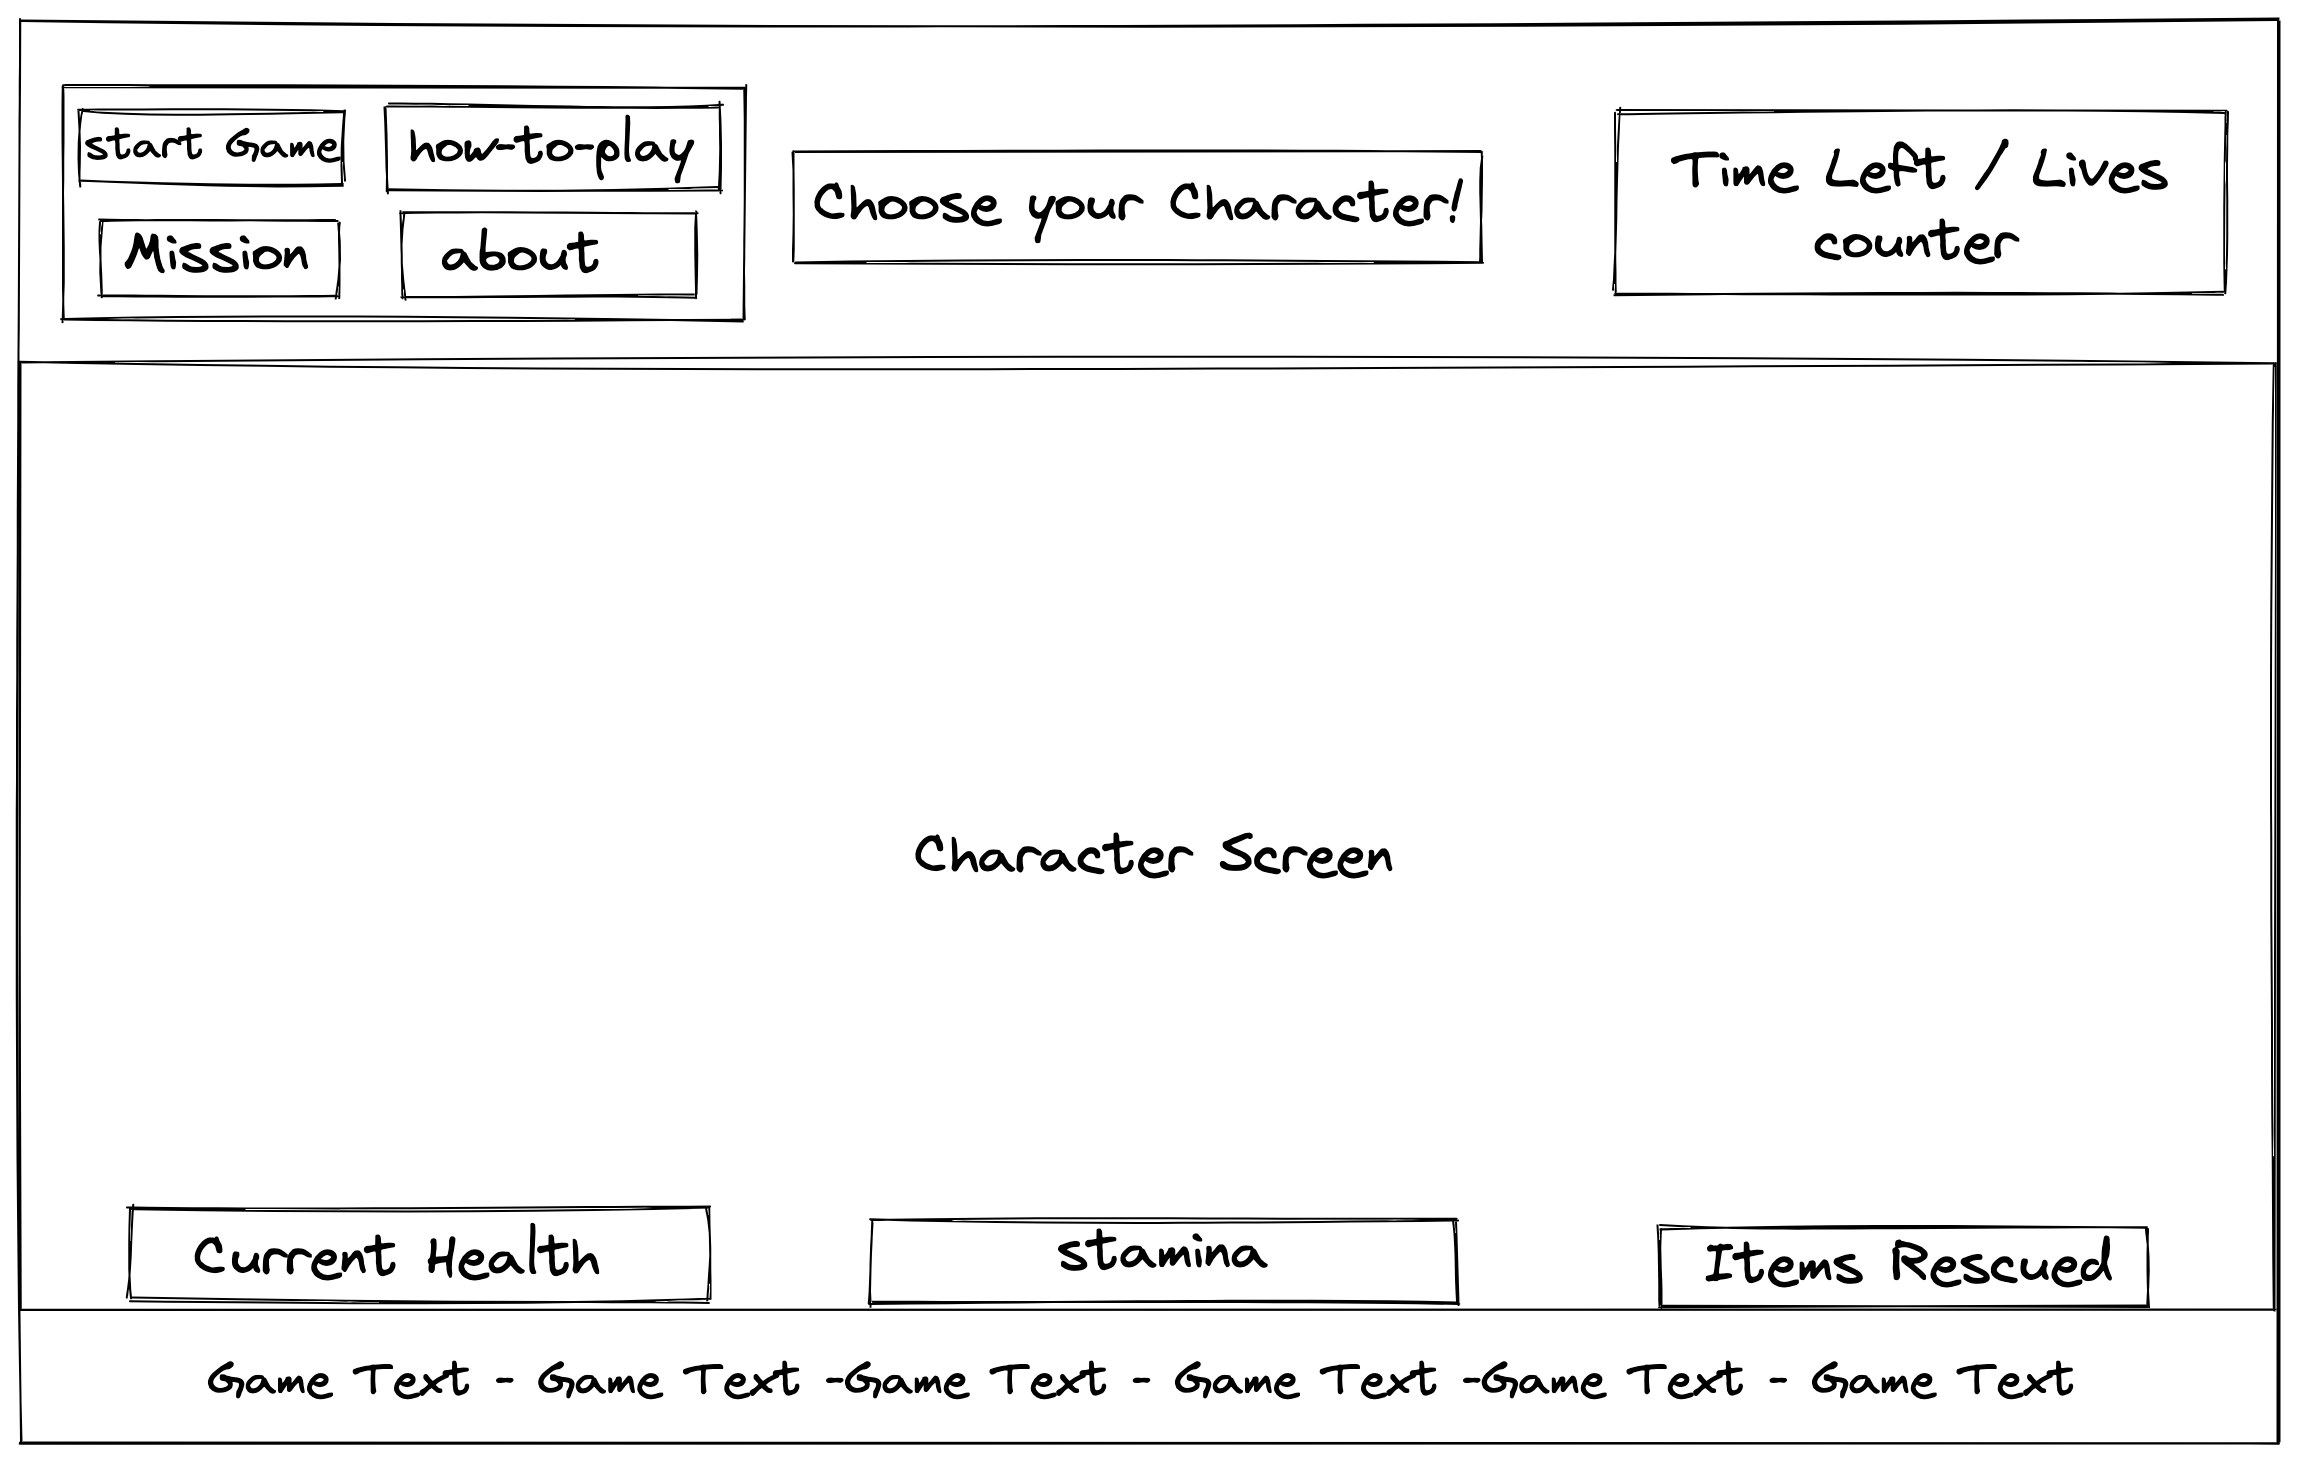 start Game
how-to-play
Mission
about
Choose your Character!
Time Left / Lives
counter
Character Screen
Current Health
stamina
Items Rescued
Game Text - Game Text -Game Text - Game Text -Game Text - Game Text